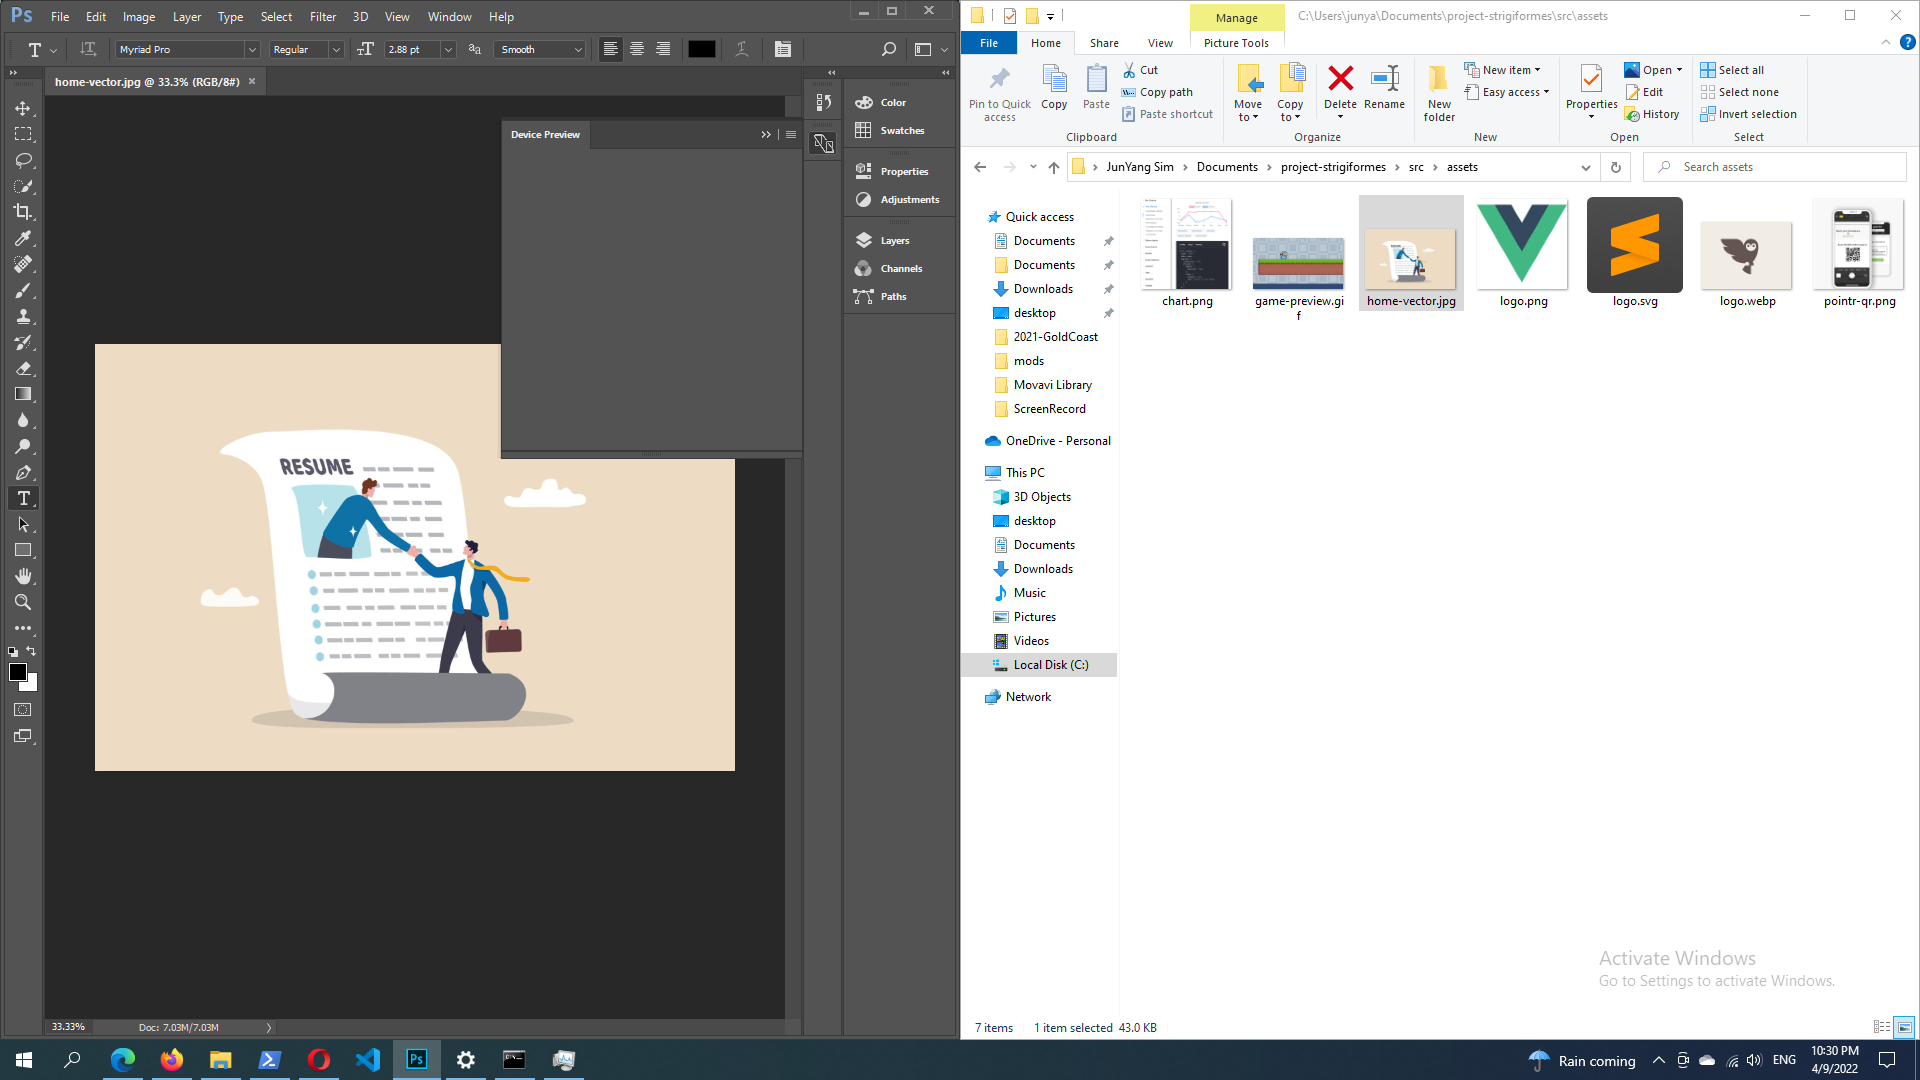 Ps File Edit Image Layer Type Select Filter 3D View Window Help
T Myriad Pro Regular 2.88 pt aa Smooth
home-vector.jpg @ 33.3% (RGB/8#) ×
Device Preview
Color
Swatches
Properties
Adjustments
Layers
Channels
Paths
RESUME
33.33% Doc: 7.03M/7.03M
Manage C:\Users\junya\Documents\project-strigiformes\src\assets
File Home Share View Picture Tools
Pin to Quick access
Copy
Paste
Cut
Copy path
Paste shortcut
Clipboard
Move to
Copy to
Delete
Rename
Organize
New folder
New item
Easy access
New
Properties
Open
Edit
History
Open
Select all
Select none
Invert selection
Select
JunYang Sim > Documents > project-strigiformes > src > assets
Search assets
Quick access
Documents
Documents
Downloads
desktop
2021-GoldCoast
mods
Movavi Library
ScreenRecord
OneDrive - Personal
This PC
3D Objects
desktop
Documents
Downloads
Music
Pictures
Videos
Local Disk (C:)
Network
chart.png
game-preview.gi
f
home-vector.jpg
logo.png
logo.svg
logo.webp
pointr-qr.png
Activate Windows
Go to Settings to activate Windows.
7 items 1 item selected 43.0 KB
Ps
Rain coming
ENG
10:30 PM
4/9/2022